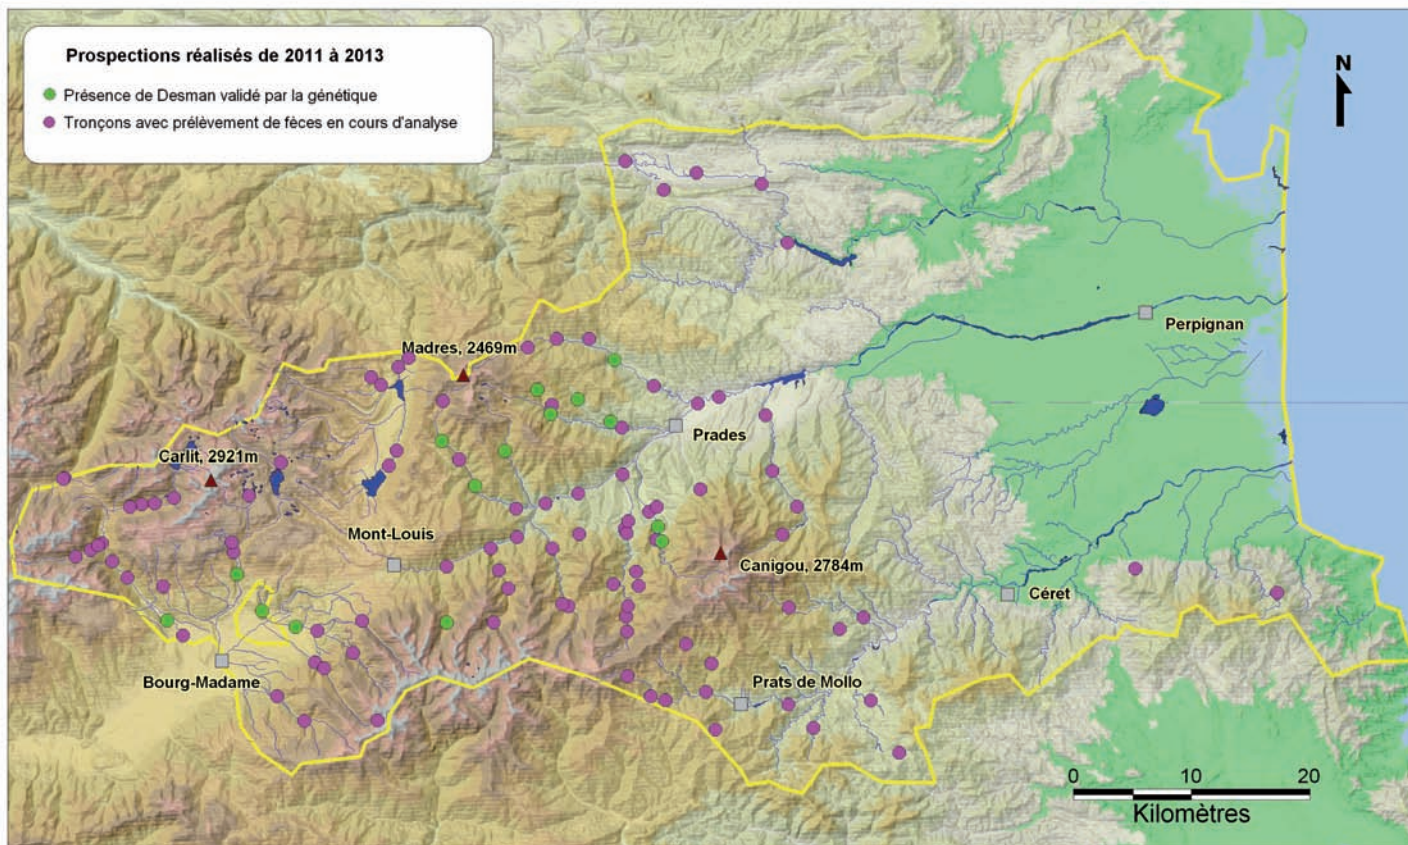 Prospections réalisés de 2011 à 2013
Présence de Desman validé par la génétique
Tronçons avec prélèvement de fèces en cours d'analyse
N
Perpignan
Madres, 2469m
Prades
Carlit, 2921m
Mont-Louis
Canigou, 2784m
Céret
Bourg-Madame
Prats de Mollo
0 10 20
Kilomètres